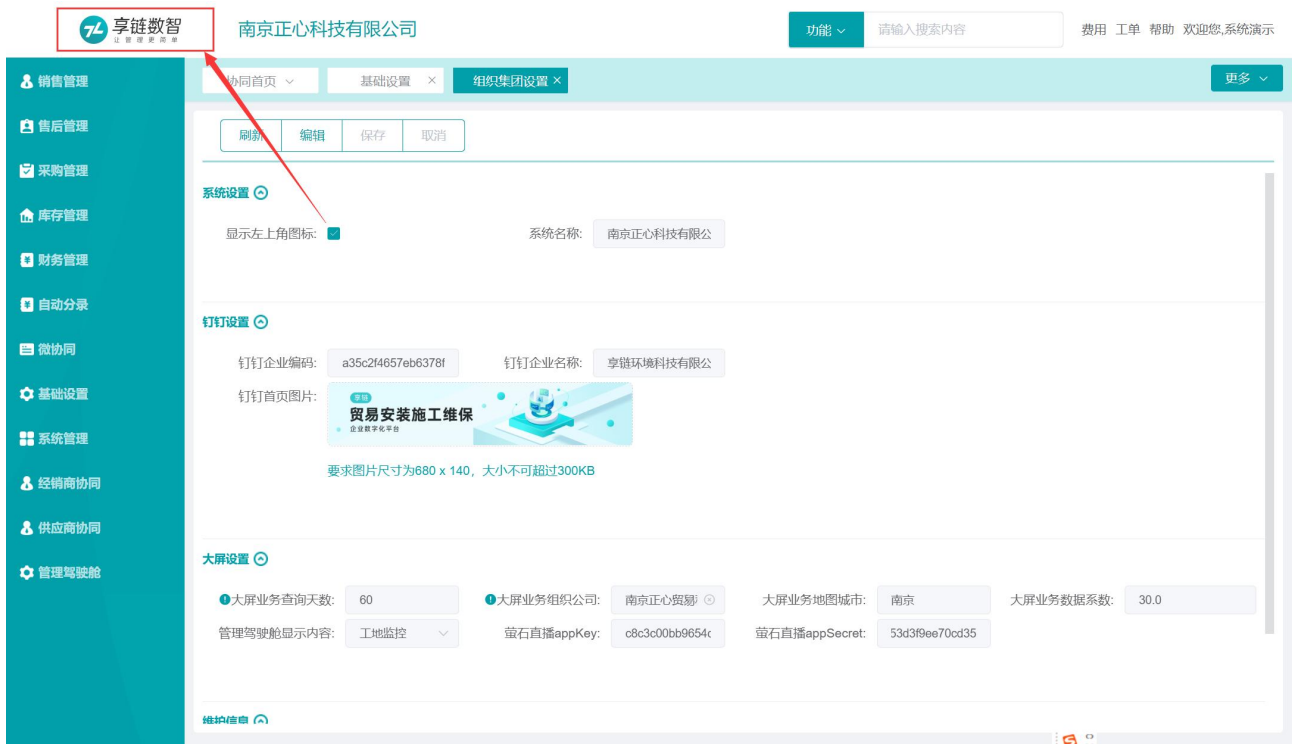 享链数智
让管理更简单
南京正心科技有限公司
功能
请输入搜索内容
费用 工单 帮助 欢迎您,系统演示
销售管理
售后管理
采购管理
库存管理
财务管理
自动分录
微协同
基础设置
系统管理
经销商协同
供应商协同
管理驾驶舱
协同首页
基础设置 ×
组织集团设置 ×
更多
刷新 编辑 保存 取消
系统设置
显示左上角图标:
系统名称: 南京正心科技有限公
钉钉设置
钉钉企业编码: a35c2f4657eb6378f
钉钉企业名称: 享链环境科技有限公
钉钉首页图片:
享链
贸易安装施工维保
企业数字化平台
要求图片尺寸为680 x 140，大小不可超过300KB
大屏设置
大屏业务查询天数: 60
大屏业务组织公司: 南京正心贸易
大屏业务地图城市: 南京
大屏业务数据系数: 30.0
管理驾驶舱显示内容: 工地监控
萤石直播appKey: c8c3c00bb9654c
萤石直播appSecret: 53d3f9ee70cd35
维护信息